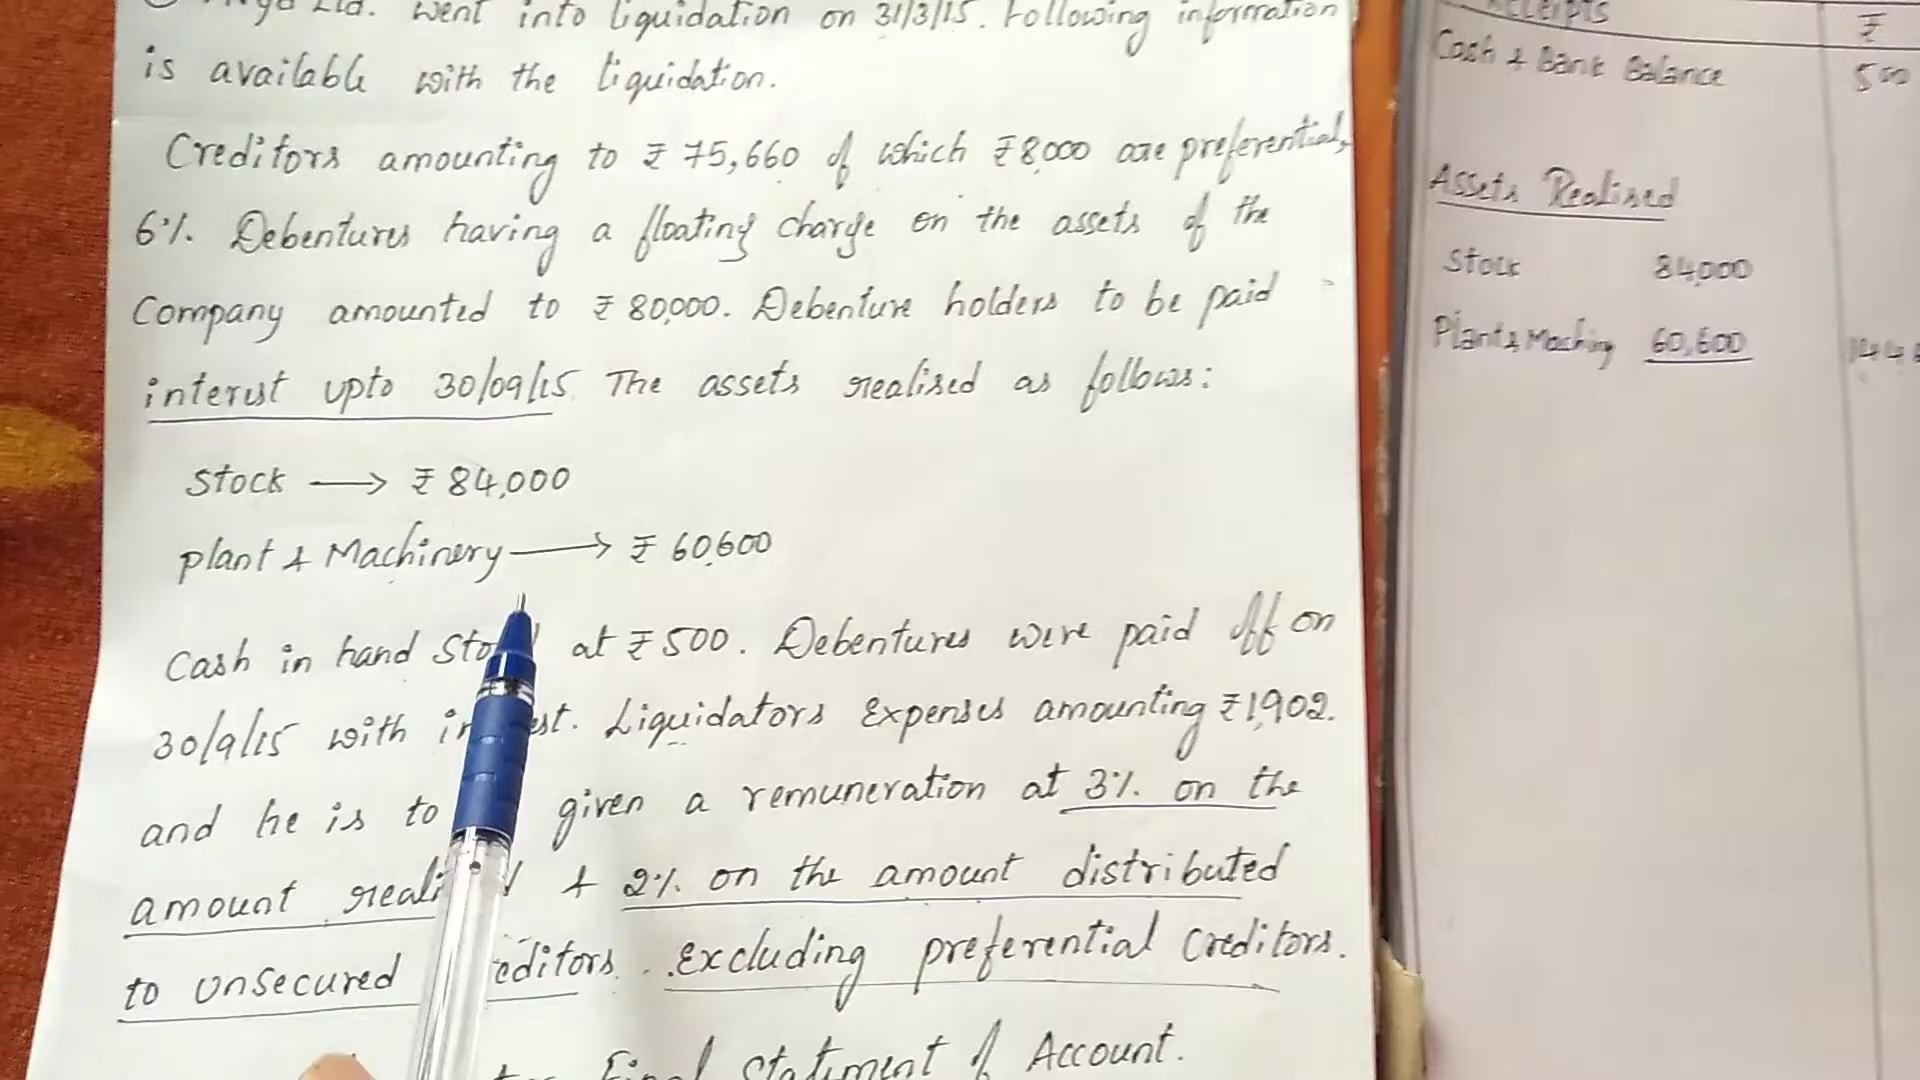 Ltd. went into liquidation on 31/3/15. Following information
is available with the liquidation.
Creditors amounting to ₹ 75,660 of which ₹8,000 are preferential,
6%. Debentures having a floating charge on the assets of the
Company amounted to ₹ 80,000. Debenture holders to be paid
interest upto 30/09/15 The assets realised as follows:
Stock → ₹ 84,000
plant & Machinery → ₹ 60,600
Cash in hand at ₹ 500. Debentures were paid off on
30/9/15 with Liquidators Expenses amounting ₹1,902.
and he is to given a remuneration at 3%. on the
amount & 2%. on the amount distributed
to unsecured excluding preferential Creditors.
Final Statement of Account.
Receipts ₹
Cash & Bank Balance 500
Assets Realised
Stock 84,000
Plant & Machiny 60,600